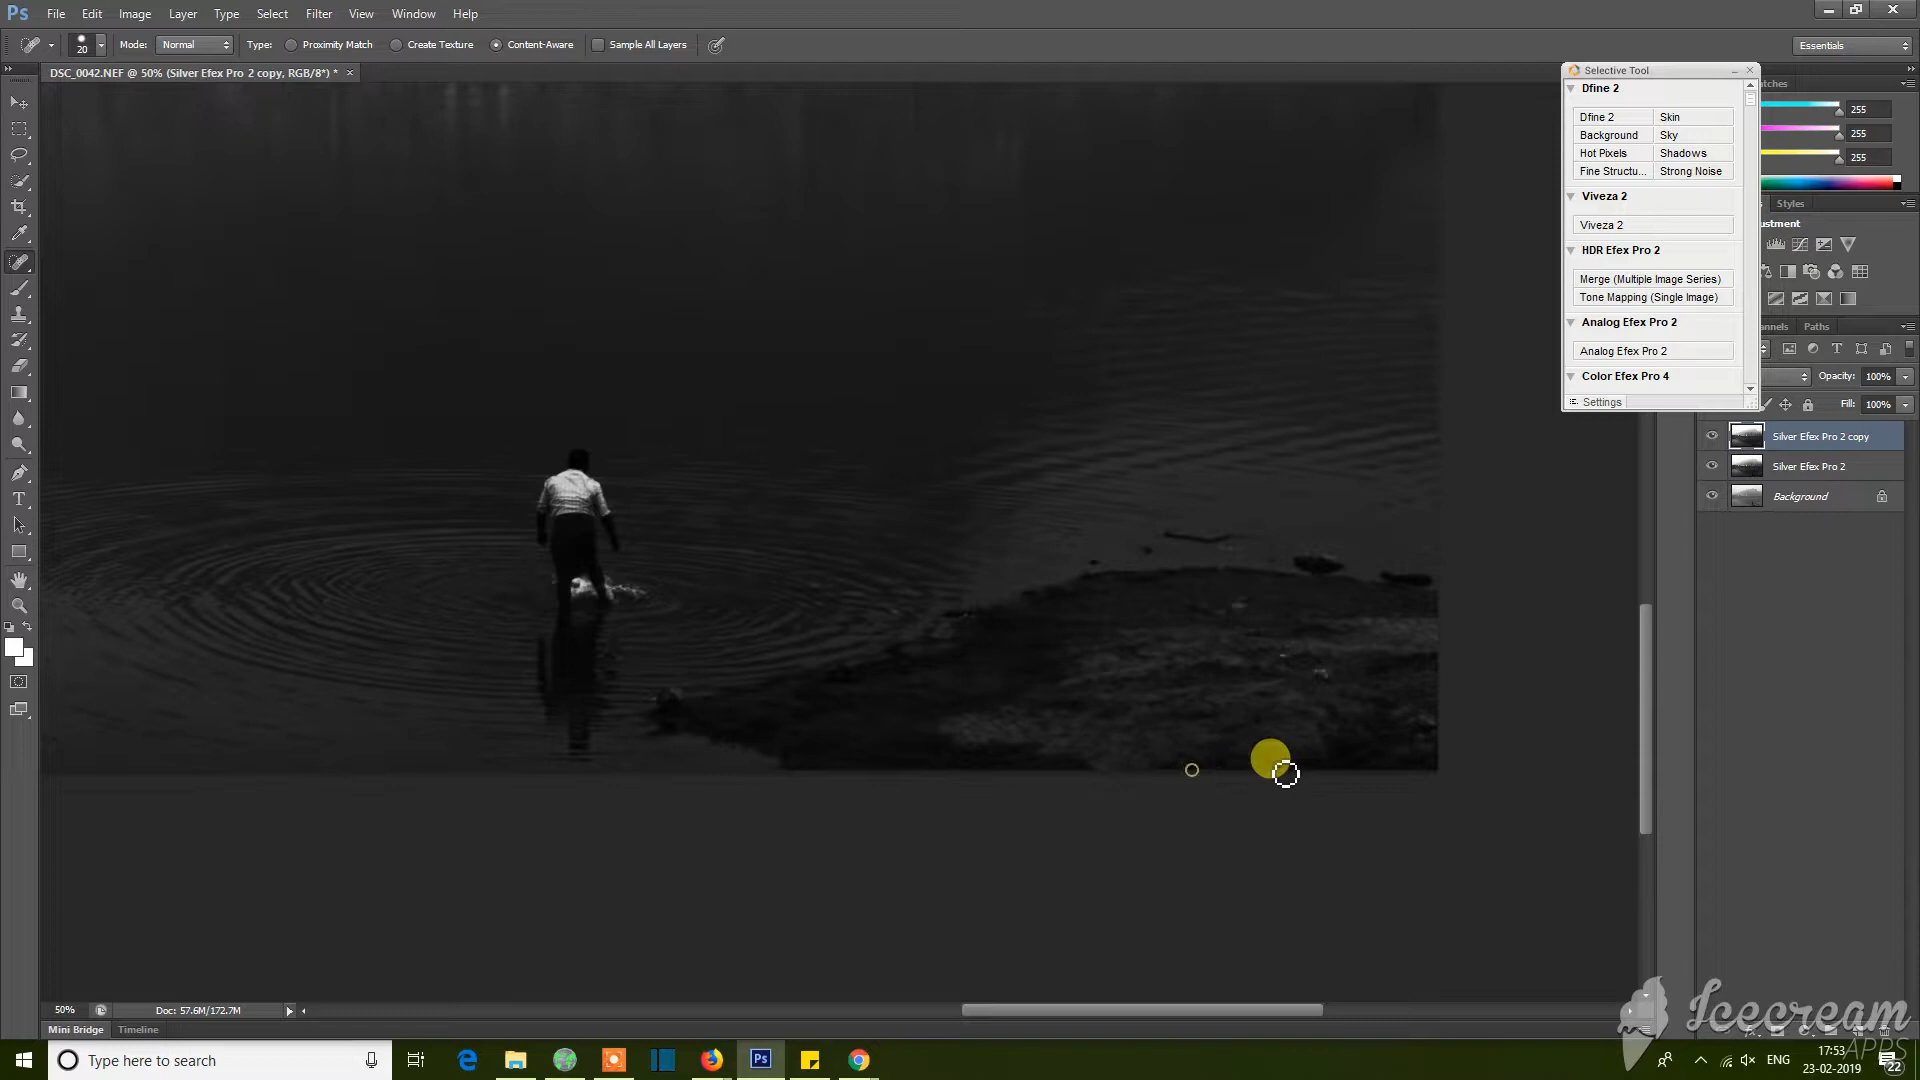 Ps File Edit Image Layer Type Select Filter View Window Help
20 Mode: Normal Type: Proximity Match Create Texture Content-Aware Sample All Layers Essentials
DSC_0042.NEF @ 50% (Silver Efex Pro 2 copy, RGB/8*) * ×
Selective Tool
Dfine 2
Dfine 2 Skin
Background Sky
Hot Pixels Shadows
Fine Structu... Strong Noise
Viveza 2
Viveza 2
HDR Efex Pro 2
Merge (Multiple Image Series)
Tone Mapping (Single Image)
Analog Efex Pro 2
Analog Efex Pro 2
Color Efex Pro 4
Settings
atches
255
255
255
Styles
justment
annels Paths
Opacity: 100%
Fill: 100%
Silver Efex Pro 2 copy
Silver Efex Pro 2
Background
50% Doc: 57.6M/172.7M
Mini Bridge Timeline
Icecream
APPS
Type here to search
Ps
ENG
17:53
23-02-2019
22